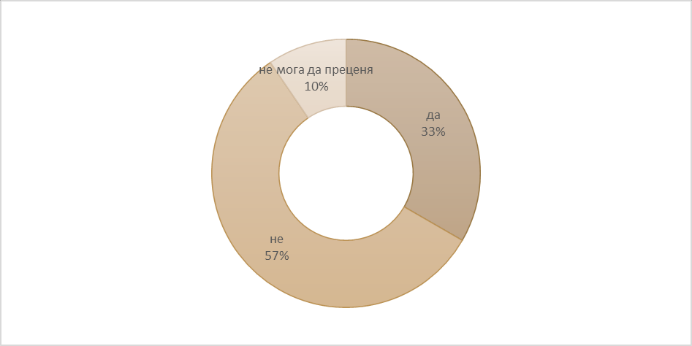 не мога да преценя
10%
да
33%
не
57%